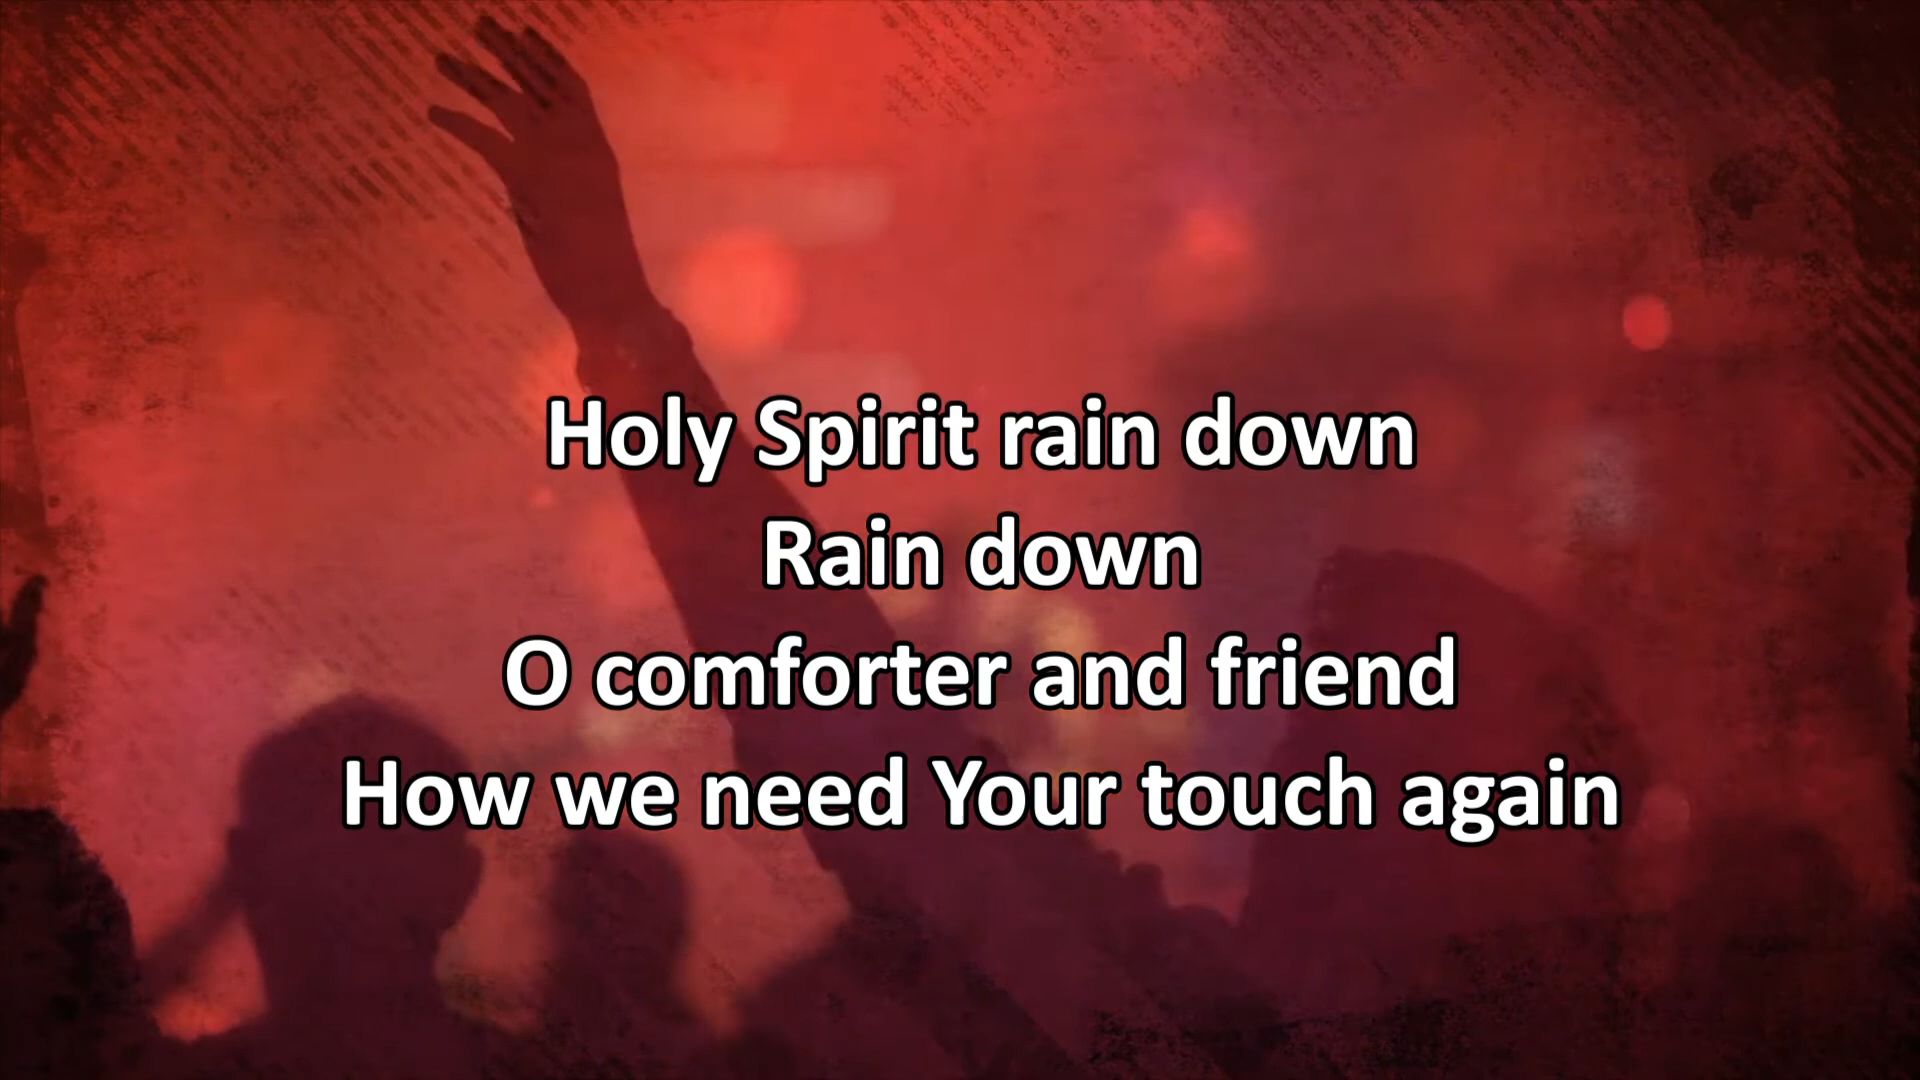 Holy Spirit rain down
Rain down
O comforter and friend
How we need Your touch again